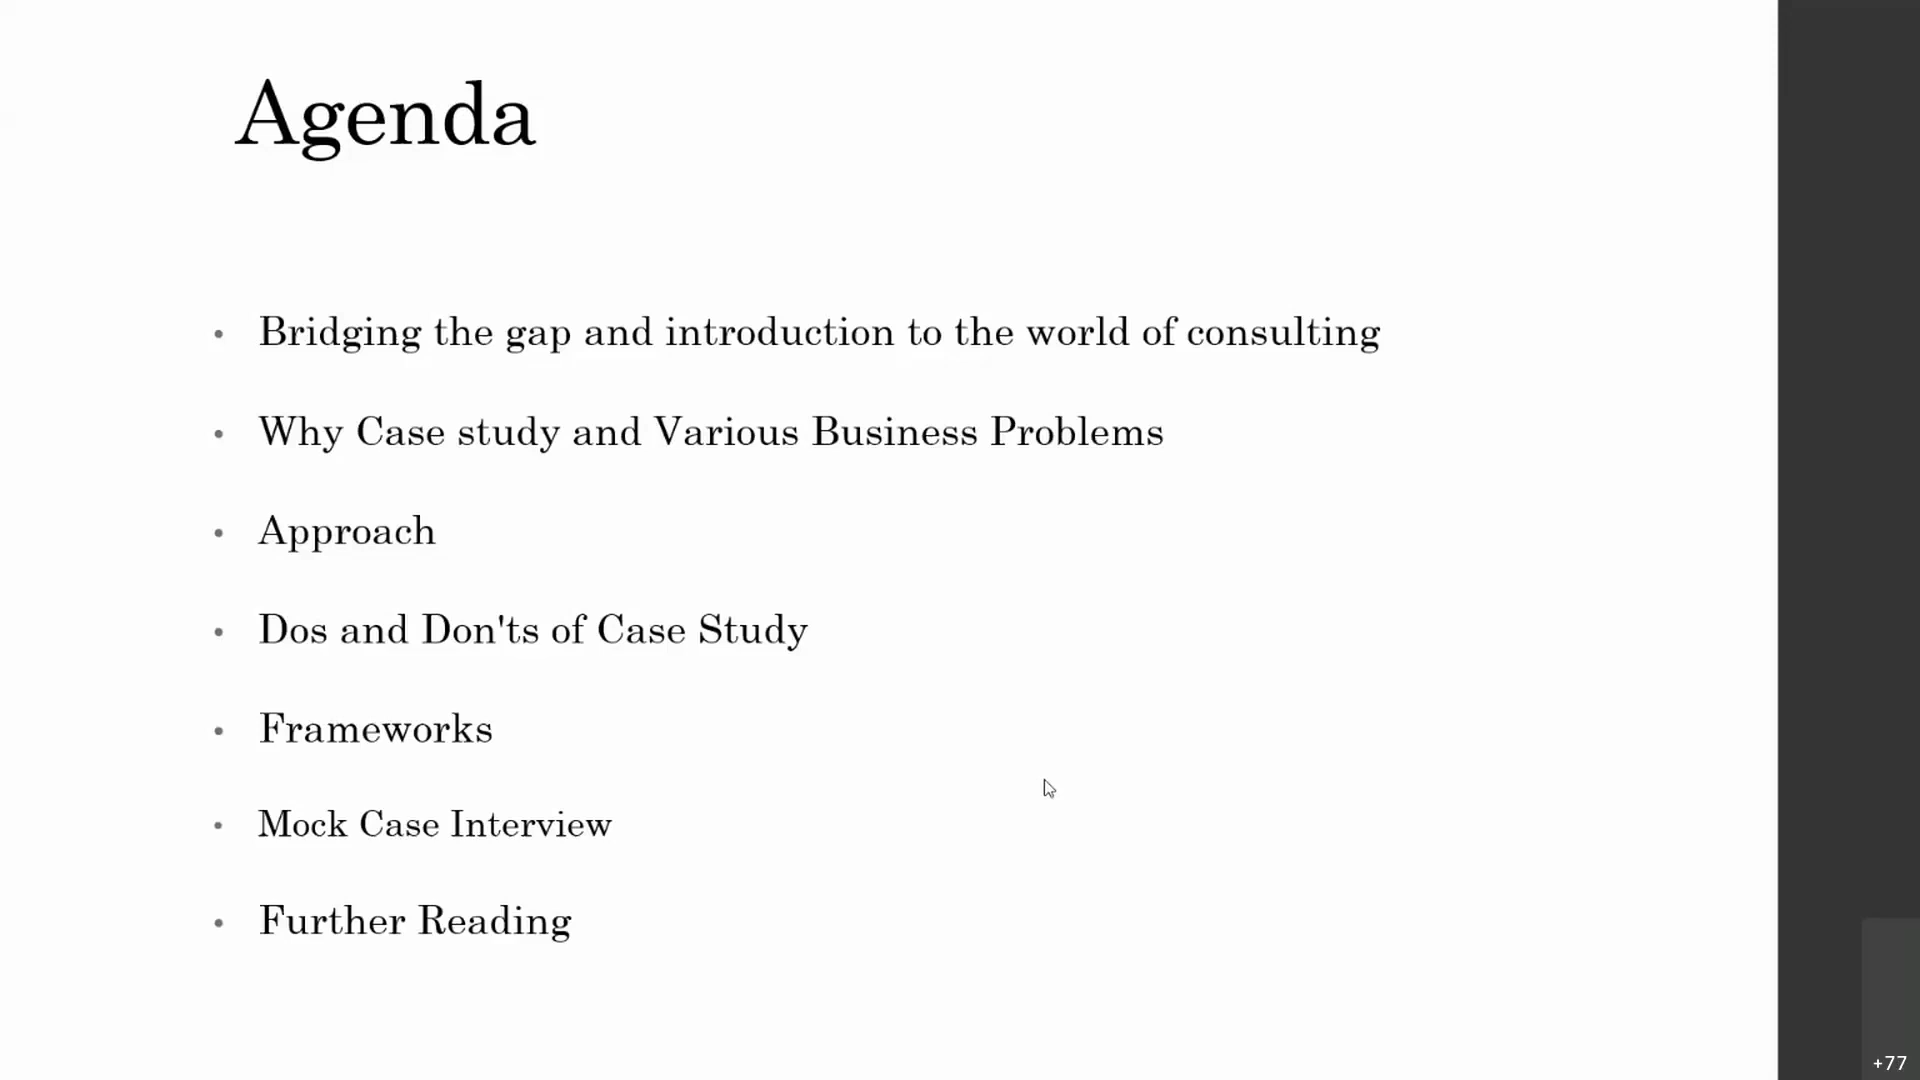 Agenda
• Bridging the gap and introduction to the world of consulting
• Why Case study and Various Business Problems
• Approach
• Dos and Don'ts of Case Study
• Frameworks
• Mock Case Interview
• Further Reading
+77